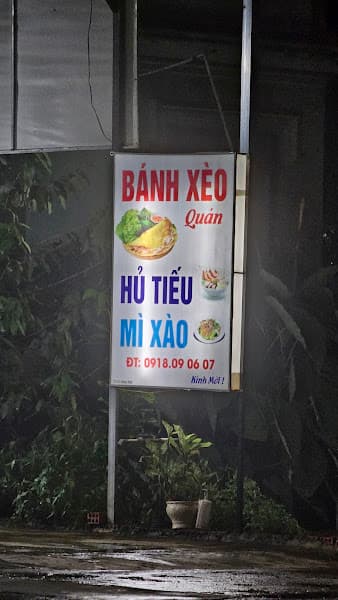 BÁNH XÈO
Quán
HỦ TIẾU
MÌ XÀO
ĐT: 0918.09 06 07
Kính Mời !